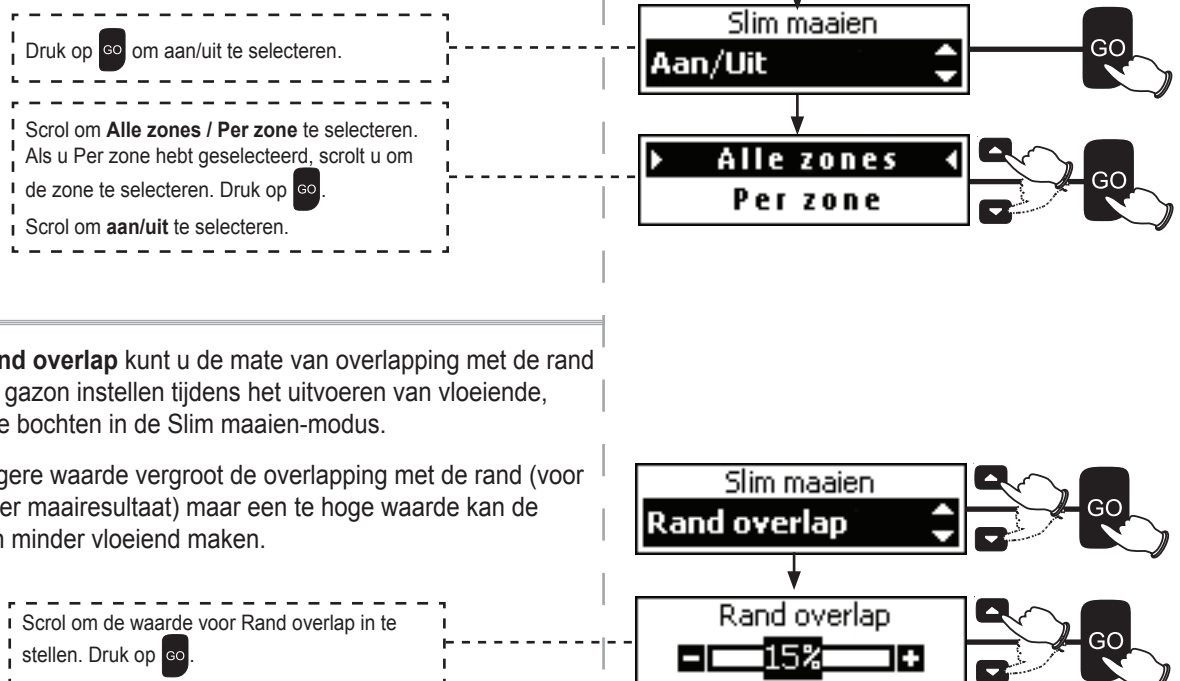 Slim maaien
Aan/Uit
GO
Druk op GO om aan/uit te selecteren.
Scrol om Alle zones / Per zone te selecteren.
Als u Per zone hebt geselecteerd, scrolt u om
de zone te selecteren. Druk op GO.
Scrol om aan/uit te selecteren.
Alle zones
Per zone
GO
nd overlap kunt u de mate van overlapping met de rand
gazon instellen tijdens het uitvoeren van vloeiende,
e bochten in de Slim maaien-modus.
gere waarde vergroot de overlapping met de rand (voor
er maairesultaat) maar een te hoge waarde kan de
n minder vloeiend maken.
Slim maaien
Rand overlap
GO
Scrol om de waarde voor Rand overlap in te
stellen. Druk op GO.
Rand overlap
15%
GO